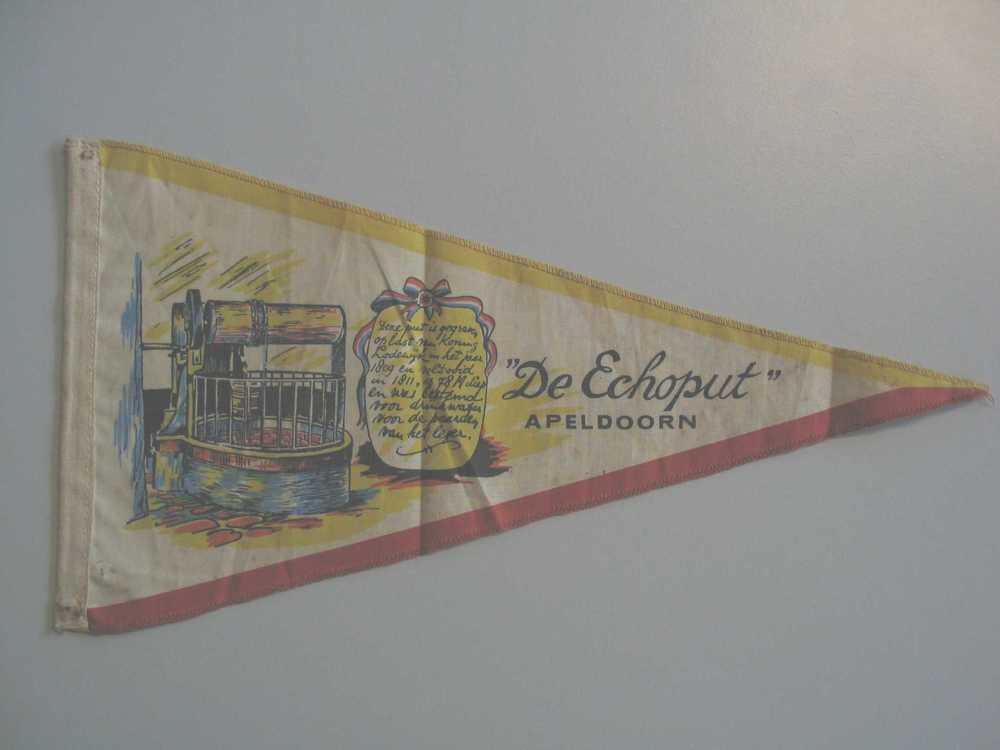 Deze put is gegraven
op last van Koning
Lodewijk in het jaar
1809 en voltooid
in 1811, is 78 M diep
en was bestemd
voor drinkwater
voor de paarden
van het leger.
"De Echoput"
APELDOORN